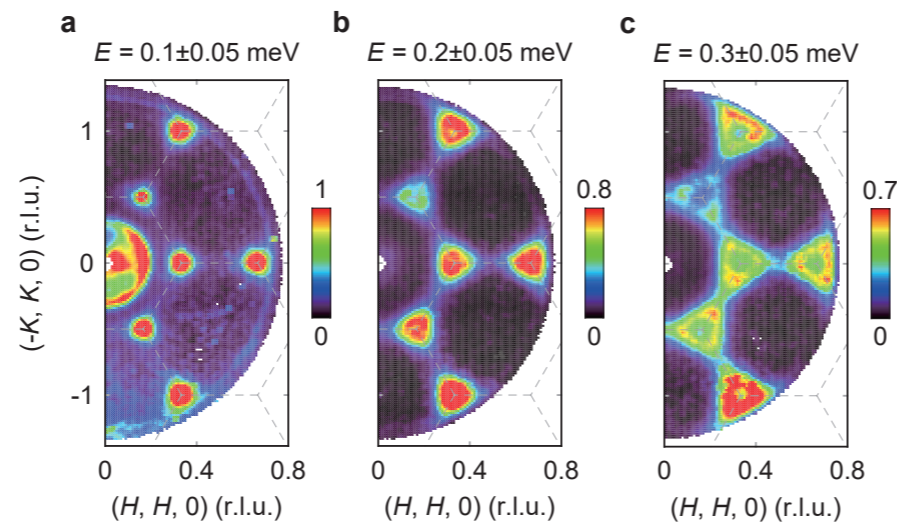 a
b
c
E = 0.1±0.05 meV
E = 0.2±0.05 meV
E = 0.3±0.05 meV
(-K, K, 0) (r.l.u.)
1
0
-1
1
0
0.8
0
0.7
0
0 0.4 0.8
0 0.4 0.8
0 0.4 0.8
(H, H, 0) (r.l.u.)
(H, H, 0) (r.l.u.)
(H, H, 0) (r.l.u.)